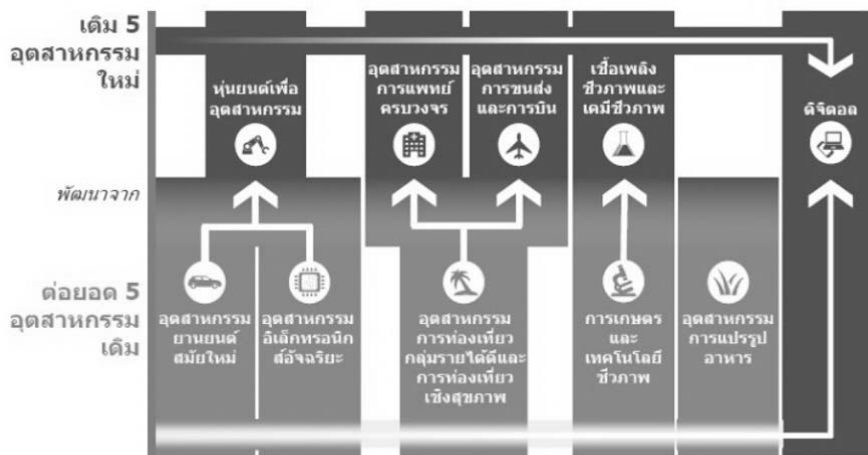 เติม 5
อุตสาหกรรม
ใหม่
หุ่นยนต์เพื่อ
อุตสาหกรรม
อุตสาหกรรม
การแพทย์
ครบวงจร
อุตสาหกรรม
การขนส่ง
และการบิน
เชื้อเพลิง
ชีวภาพและ
เคมีชีวภาพ
ดิจิตอล
พัฒนาจาก
ต่อยอด 5
อุตสาหกรรม
เดิม
อุตสาหกรรม
ยานยนต์
สมัยใหม่
อุตสาหกรรม
อิเล็กทรอนิก
ส์อัจฉริยะ
อุตสาหกรรม
การท่องเที่ยว
กลุ่มรายได้ดีและ
การท่องเที่ยว
เชิงสุขภาพ
การเกษตร
และ
เทคโนโลยี
ชีวภาพ
อุตสาหกรรม
การแปรรูป
อาหาร